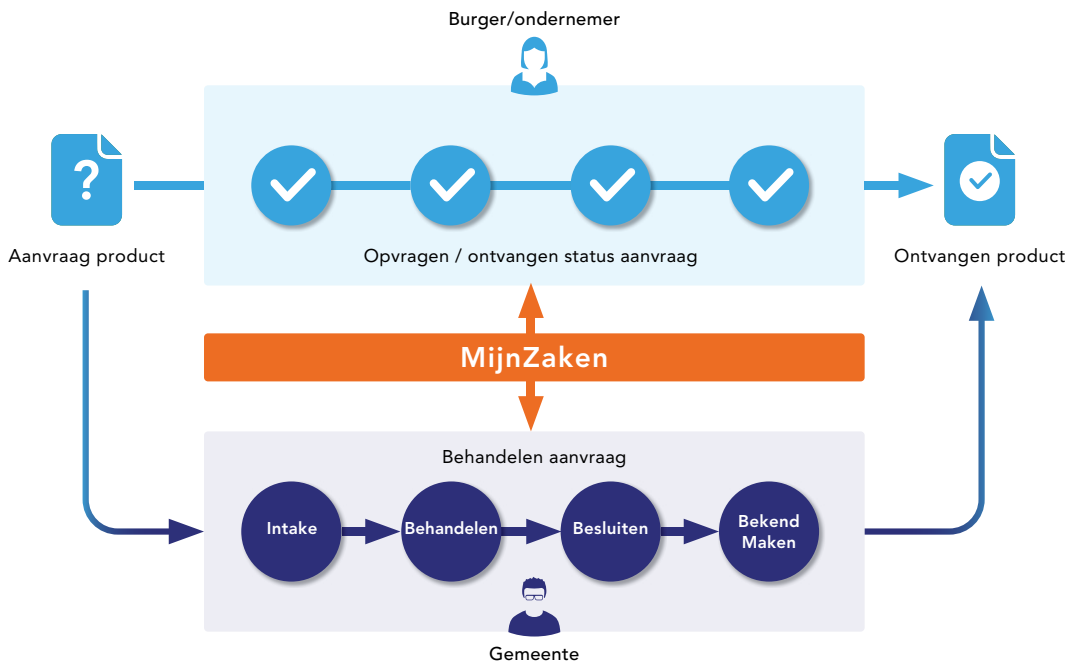 Burger/ondernemer
?
Aanvraag product
Opvragen / ontvangen status aanvraag
Ontvangen product
MijnZaken
Behandelen aanvraag
Intake
Behandelen
Besluiten
Bekend
Maken
Gemeente